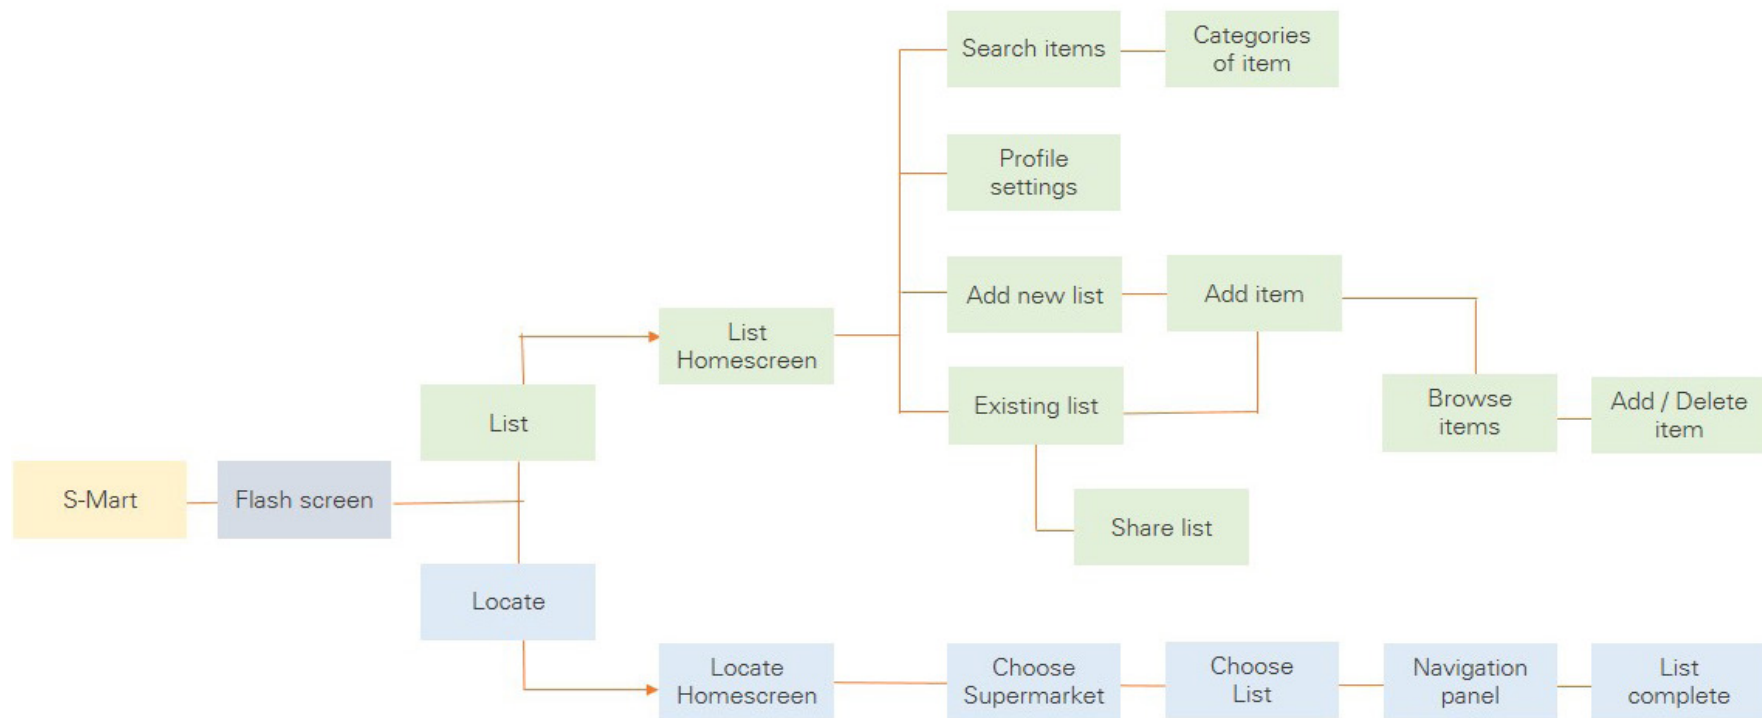 Search items
Categories
of item
Profile
settings
Add new list
Add item
List
Homescreen
Existing list
Browse
items
Add / Delete
item
List
S-Mart
Flash screen
Share list
Locate
Locate
Homescreen
Choose
Supermarket
Choose
List
Navigation
panel
List
complete